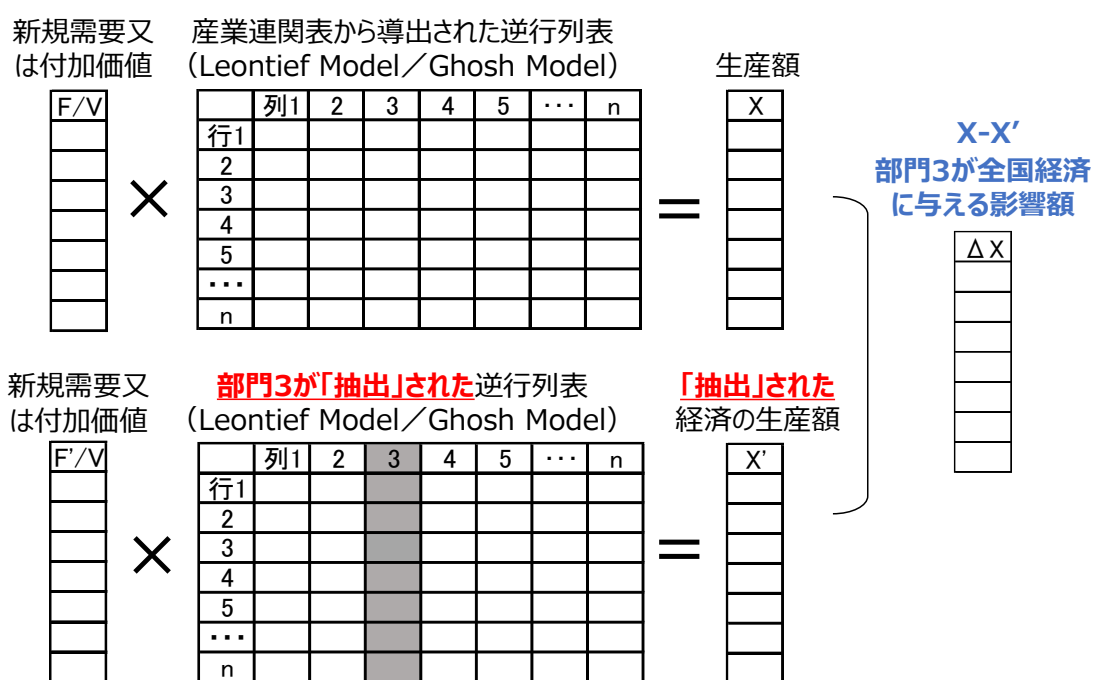 新規需要又
は付加価値
産業連関表から導出された逆行列表
（Leontief Model／Ghosh Model）
生産額
F/V
列1 2 3 4 5 ・・・ n
行1
2
3
4
5
・・・
n
×
＝
X
X-X′
部門3が全国経済
に与える影響額
ΔX
新規需要又
は付加価値
部門3が「抽出」された逆行列表
（Leontief Model／Ghosh Model）
「抽出」された
経済の生産額
F'/V
列1 2 3 4 5 ・・・ n
行1
2
3
4
5
・・・
n
×
＝
X'